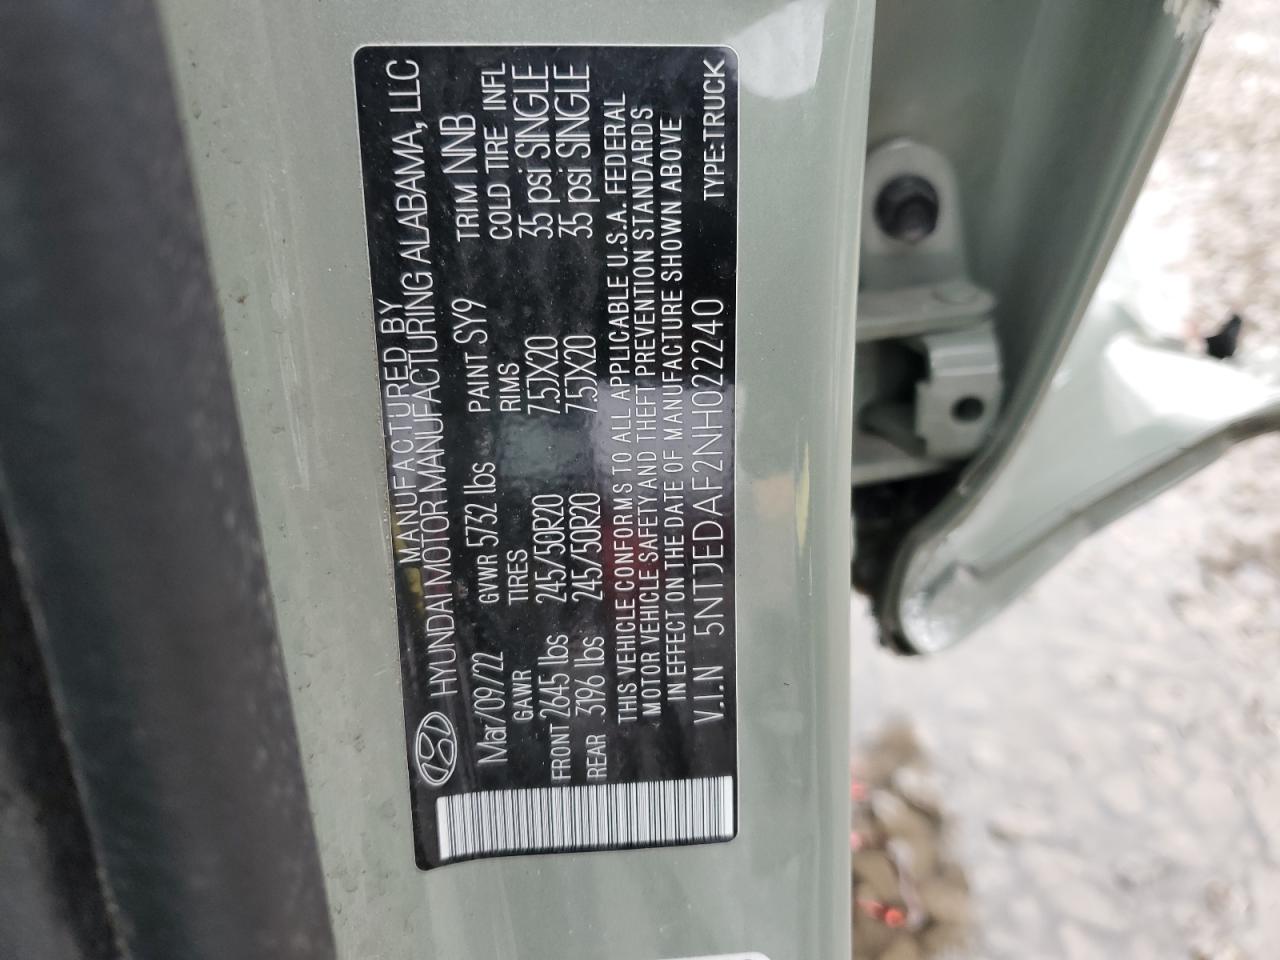 MANUFACTURED BY
HYUNDAI MOTOR MANUFACTURING ALABAMA, LLC
Mar/09/22 GVWR 5732 lbs PAINT SY9 TRIM NNB
GAWR TIRES RIMS COLD TIRE INFL
FRONT 2645 lbs 245/50R20 7.5JX20 35 psi SINGLE
REAR 3196 lbs 245/50R20 7.5JX20 35 psi SINGLE
THIS VEHICLE CONFORMS TO ALL APPLICABLE U.S.A. FEDERAL
MOTOR VEHICLE SAFETY AND THEFT PREVENTION STANDARDS
IN EFFECT ON THE DATE OF MANUFACTURE SHOWN ABOVE
V.I.N 5NTJEDAF2NH022240 TYPE:TRUCK